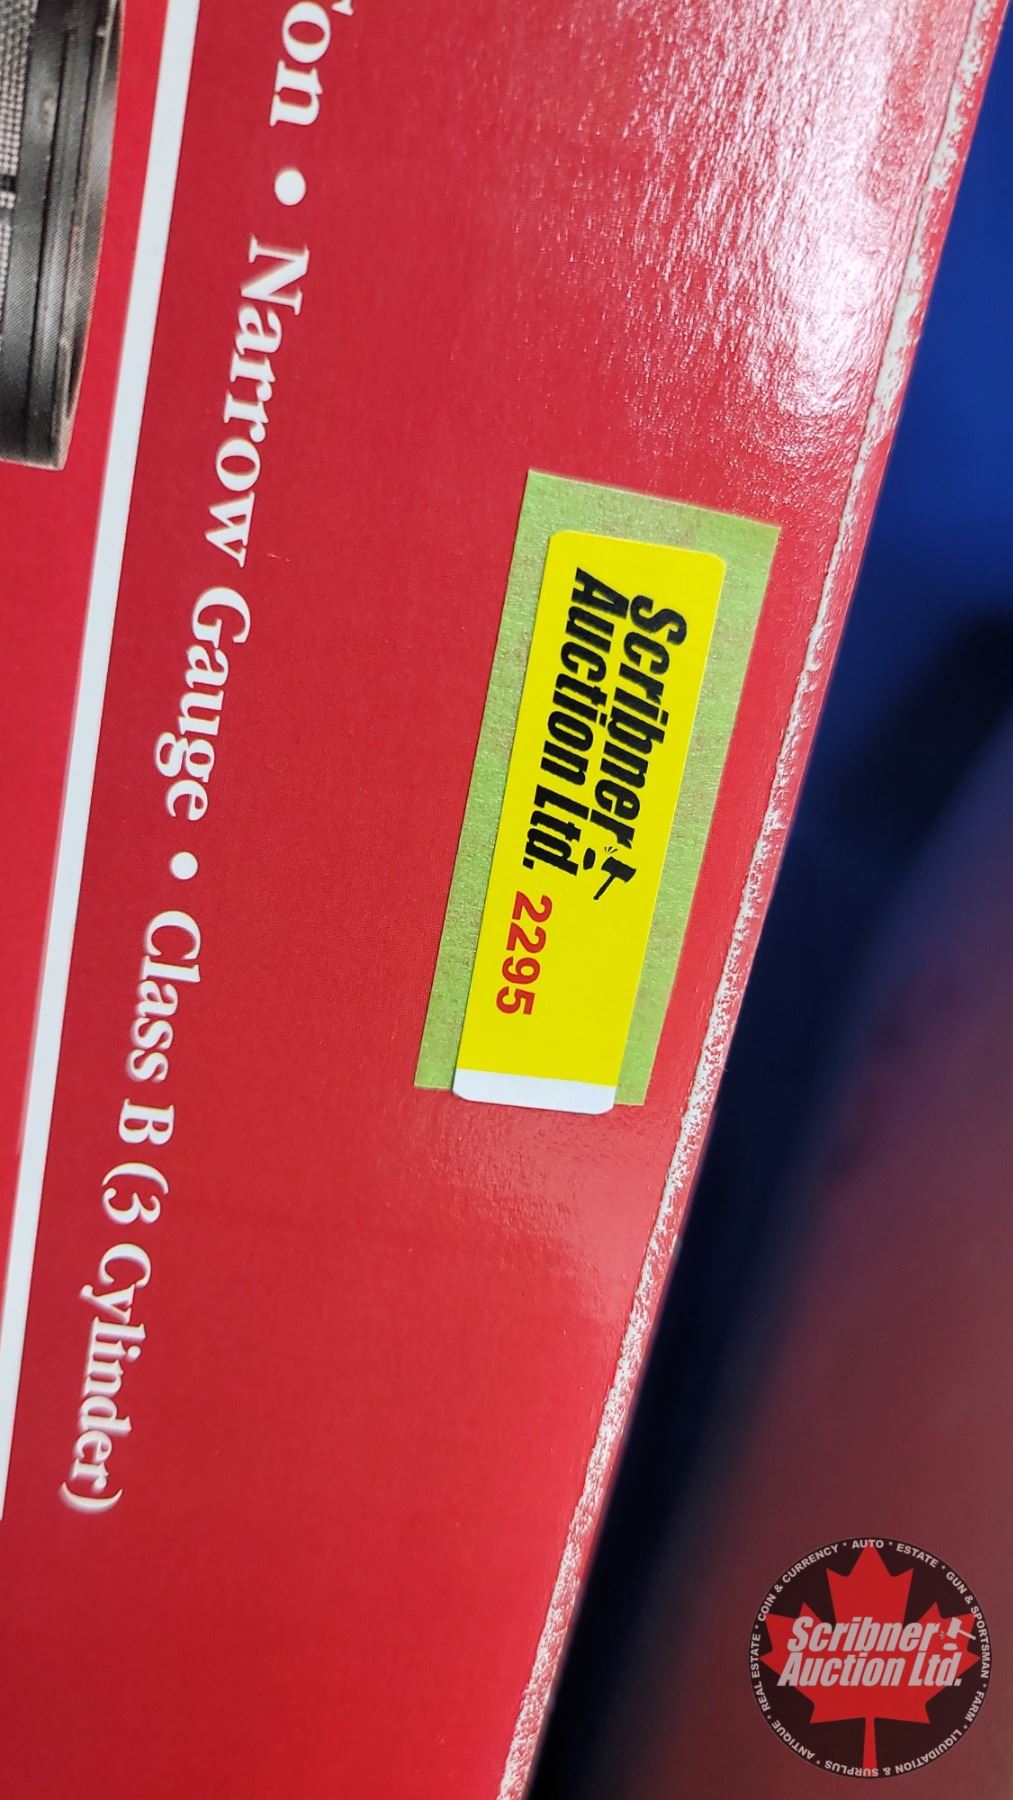 on • Narrow Gauge • Class B (3 Cylinder)
Scribner
Auction Ltd. 2295
COIN & CURRENCY * AUTO * ESTATE * GUN & SPORTSMAN * FARM * LIQUIDATION & SURPLUS * ANTIQUE * REAL ESTATE *
Scribner
Auction Ltd.